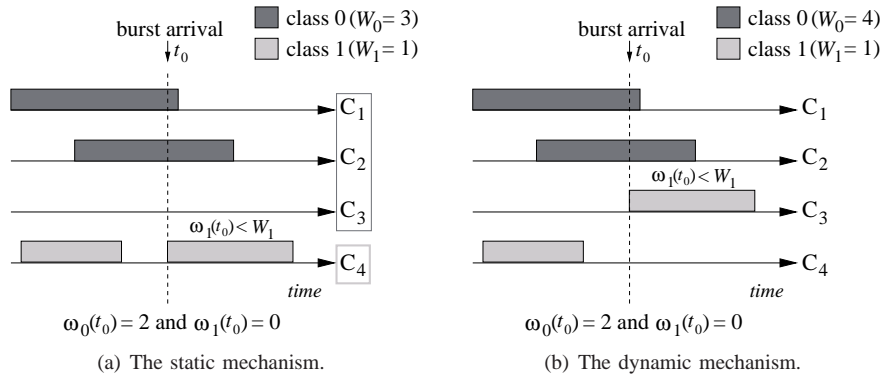 class 0 (W₀= 3)
class 1 (W₁= 1)
burst arrival
t₀
C₁
C₂
C₃
ω₁(t₀) < W₁
C₄
time
ω₀(t₀) = 2 and ω₁(t₀) = 0
(a) The static mechanism.
class 0 (W₀= 4)
class 1 (W₁= 1)
burst arrival
t₀
C₁
C₂
ω₁(t₀) < W₁
C₃
C₄
time
ω₀(t₀) = 2 and ω₁(t₀) = 0
(b) The dynamic mechanism.